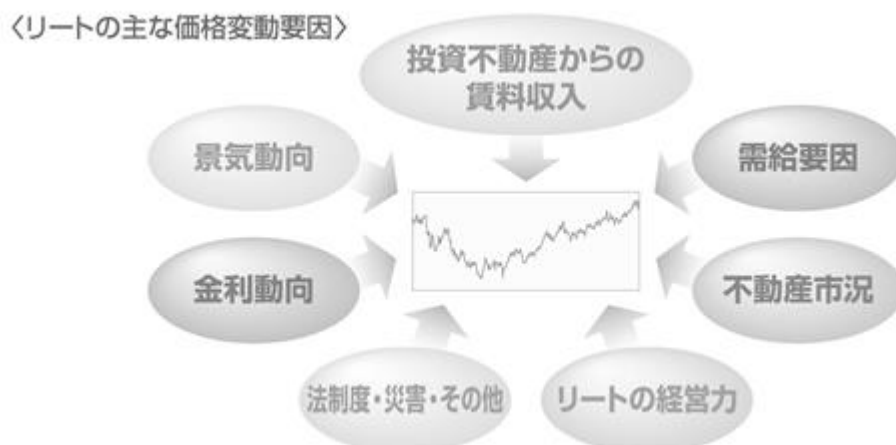 〈リートの主な価格変動要因〉
投資不動産からの
賃料収入
景気動向
需給要因
金利動向
不動産市況
法制度・災害・その他
リートの経営力